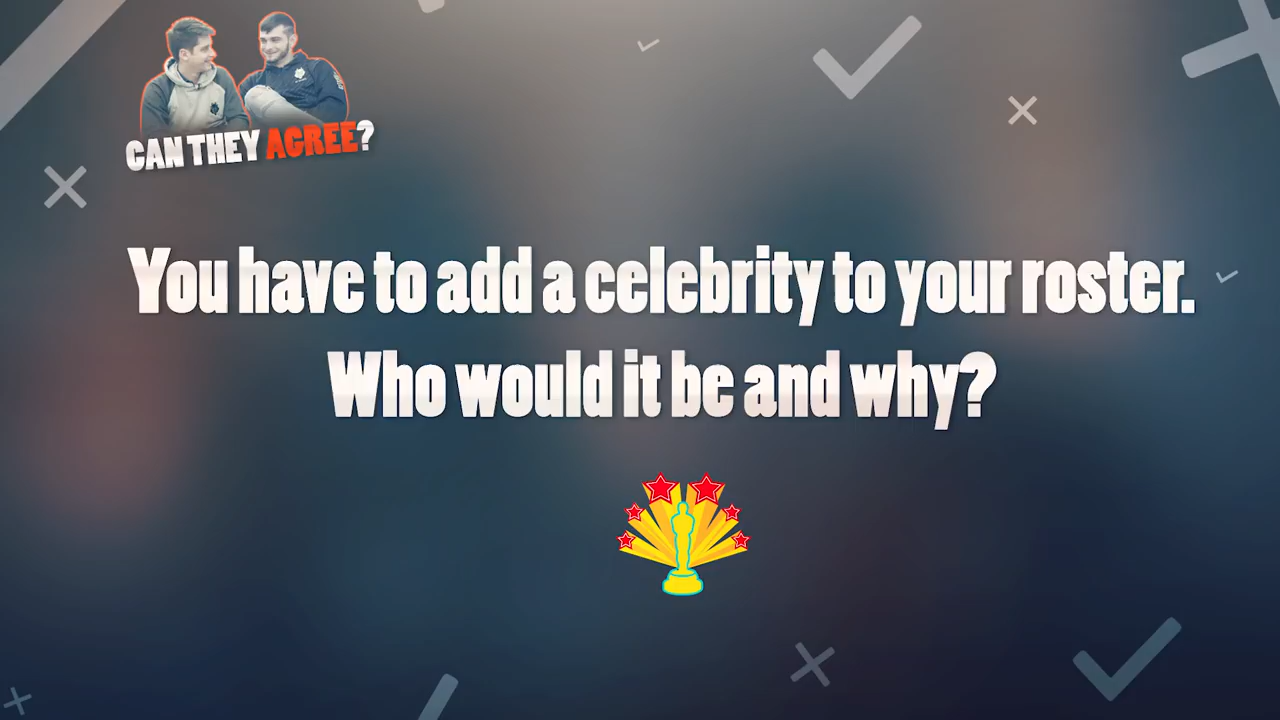 CAN THEY AGREE?
You have to add a celebrity to your roster.
Who would it be and why?